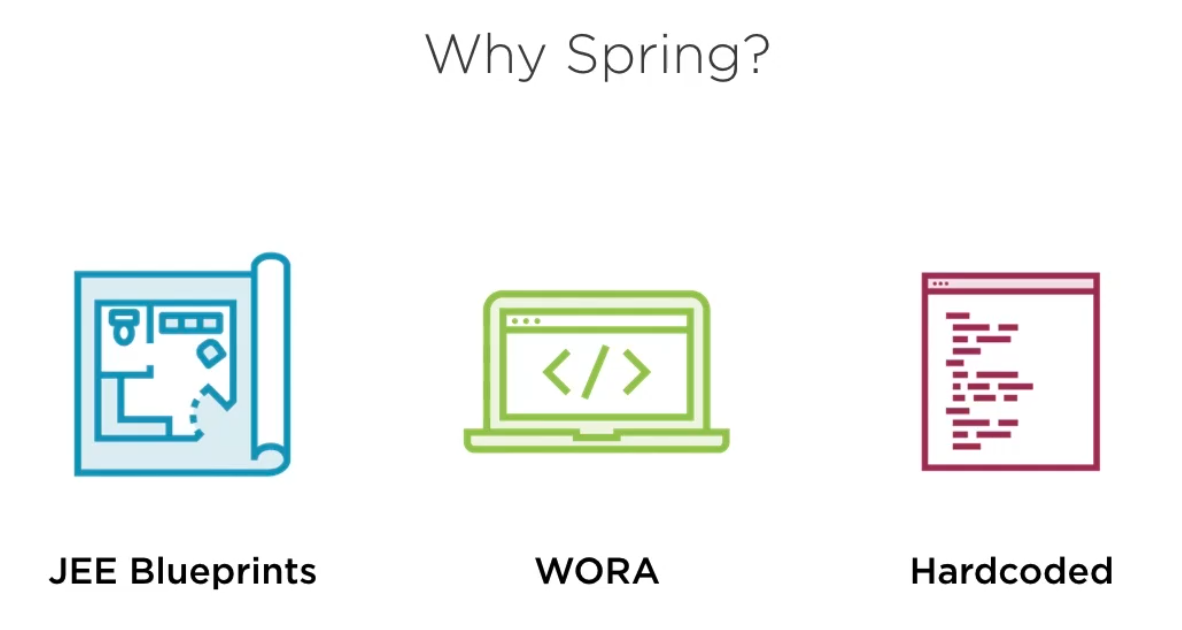 Why Spring?
</>
JEE Blueprints
WORA
Hardcoded